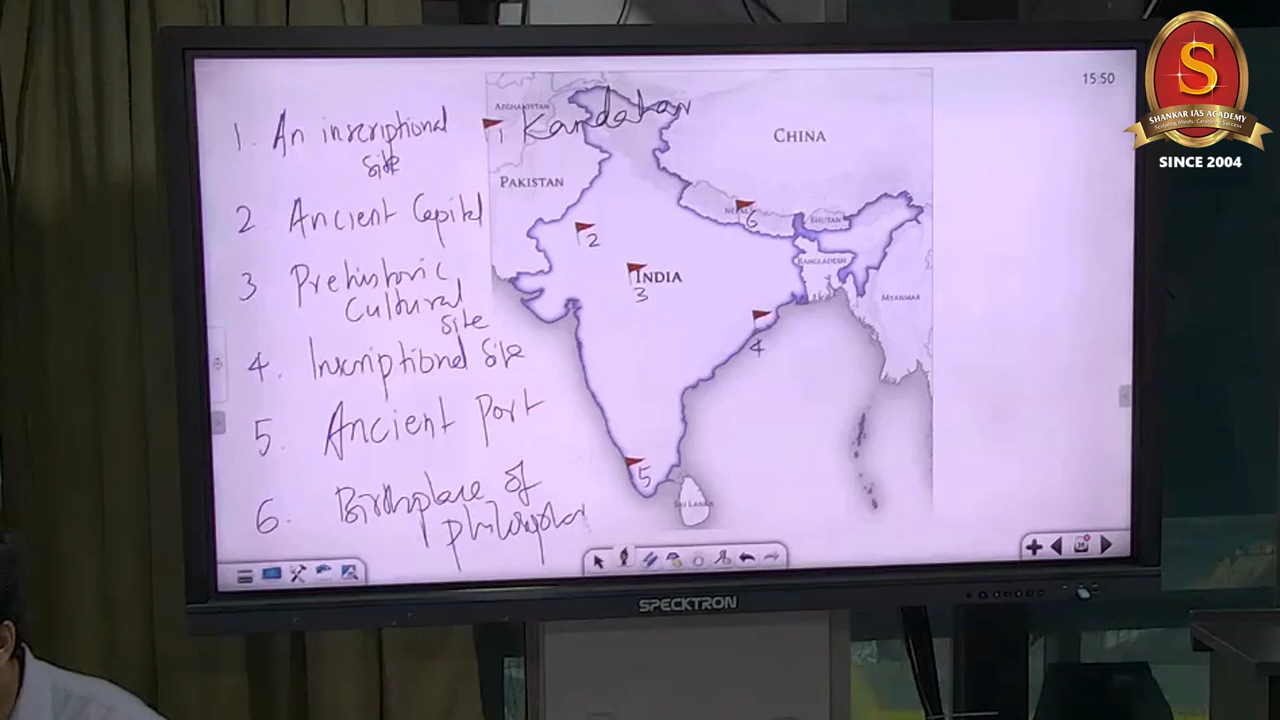 15:50
S
SHANKAR IAS ACADEMY
SINCE 2004
1. An inscriptional
site
2 Ancient Capital
3 Prehistoric
Cultural
site
4. Inscriptional Site
5. Ancient Port
6. Birthplace of
AFGHANISTAN
1 Kandahar
CHINA
PAKISTAN
NEPAL
6
BHUTAN
2
BANGLADESH
INDIA
3
MYANMAR
4
5
SRI LANKA
SPECKTRON